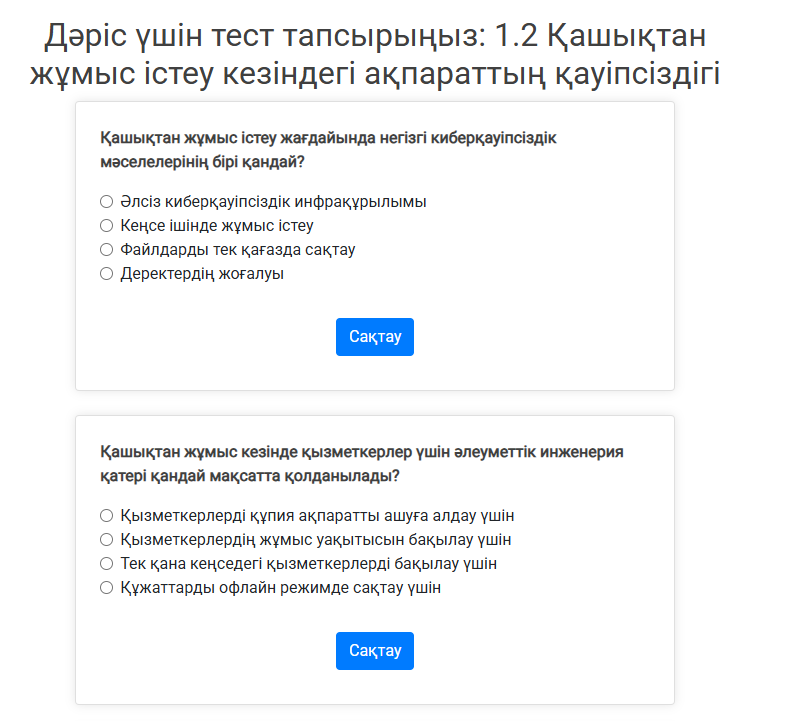 Дәріс үшін тест тапсырыңыз: 1.2 Қашықтан
жұмыс істеу кезіндегі ақпараттың қауіпсіздігі
Қашықтан жұмыс істеу жағдайында негізгі киберқауіпсіздік
мәселелерінің бірі қандай?
Әлсіз киберқауіпсіздік инфрақұрылымы
Кеңсе ішінде жұмыс істеу
Файлдарды тек қағазда сақтау
Деректердің жоғалуы
Сақтау
Қашықтан жұмыс кезінде қызметкерлер үшін әлеуметтік инженерия
қатері қандай мақсатта қолданылады?
Қызметкерлерді құпия ақпаратты ашуға алдау үшін
Қызметкерлердің жұмыс уақытысын бақылау үшін
Тек қана кеңседегі қызметкерлерді бақылау үшін
Құжаттарды офлайн режимде сақтау үшін
Сақтау